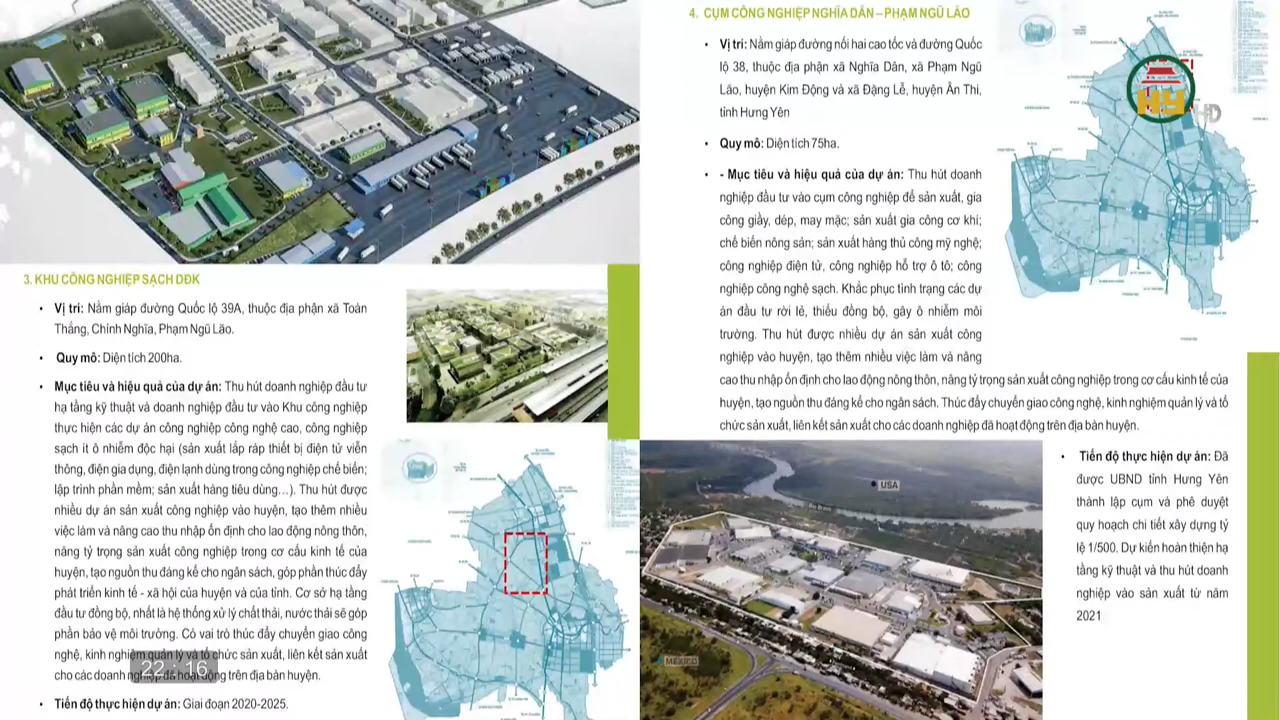 3. KHU CÔNG NGHIỆP SẠCH DĐK
• Vị trí: Nằm giáp đường Quốc lộ 39A, thuộc địa phận xã Toàn
Thắng, Chính Nghĩa, Phạm Ngũ Lão.
• Quy mô: Diện tích 200ha.
• Mục tiêu và hiệu quả của dự án: Thu hút doanh nghiệp đầu tư
hạ tầng kỹ thuật và doanh nghiệp đầu tư vào Khu công nghiệp
thực hiện các dự án công nghiệp công nghệ cao, công nghiệp
sạch ít ô nhiễm độc hại (sản xuất lắp ráp thiết bị điện tử viễn
thông, điện gia dụng, điện lạnh dùng trong công nghiệp chế biến;
lập trình phần mềm; sản xuất hàng tiêu dùng…). Thu hút được
nhiều dự án sản xuất công nghiệp vào huyện, tạo thêm nhiều
việc làm và nâng cao thu nhập ổn định cho lao động nông thôn,
nâng tỷ trọng sản xuất công nghiệp trong cơ cấu kinh tế của
huyện, tạo nguồn thu đáng kể cho ngân sách, góp phần thúc đẩy
phát triển kinh tế - xã hội của huyện và của tỉnh. Cơ sở hạ tầng
đầu tư đồng bộ, nhất là hệ thống xử lý chất thải, nước thải sẽ góp
phần bảo vệ môi trường. Có vai trò thúc đẩy chuyển giao công
nghệ, kinh nghiệm quản lý và tổ chức sản xuất, liên kết sản xuất
cho các doanh nghiệp đã hoạt động trên địa bàn huyện.
• Tiến độ thực hiện dự án: Giai đoạn 2020-2025.
22:16
4. CỤM CÔNG NGHIỆP NGHĨA DÂN – PHẠM NGŨ LÃO
• Vị trí: Nằm giáp đường nối hai cao tốc, đường ĐH
xã Nghĩa Dân, xã Phạm Ngũ
huyện Kim Động và xã Đặng Lễ, huyện Ân Thi,
tỉnh Hưng Yên
• Quy mô: Diện tích 75ha.
• - Mục tiêu và hiệu quả của dự án: Thu hút doanh
nghiệp đầu tư vào cụm công nghiệp để sản xuất, gia
công giầy, dép, may mặc; sản xuất gia công cơ khí;
chế biến nông sản; sản xuất hàng thủ công mỹ nghệ;
công nghiệp điện tử, công nghiệp hỗ trợ ô tô; công
nghiệp công nghệ sạch. Khắc phục tình trạng các dự
án đầu tư rời lẻ, thiếu đồng bộ, gây ô nhiễm môi
trường. Thu hút được nhiều dự án sản xuất công
nghiệp vào huyện, tạo thêm nhiều việc làm và nâng
cao thu nhập ổn định cho lao động nông thôn, nâng tỷ trọng sản xuất công nghiệp trong cơ cấu kinh tế của
huyện, tạo nguồn thu đáng kể cho ngân sách. Thúc đẩy chuyển giao công nghệ, kinh nghiệm quản lý và tổ
chức sản xuất, liên kết sản xuất cho các doanh nghiệp đã hoạt động trên địa bàn huyện.
HY
HD
USA
Rio Bravo
MEXICO
• Tiến độ thực hiện dự án: Đã
được UBND tỉnh Hưng Yên
thành lập cụm và phê duyệt
quy hoạch chi tiết xây dựng tỷ
lệ 1/500. Dự kiến hoàn thiện hạ
tầng kỹ thuật và thu hút doanh
nghiệp vào sản xuất từ năm
2021